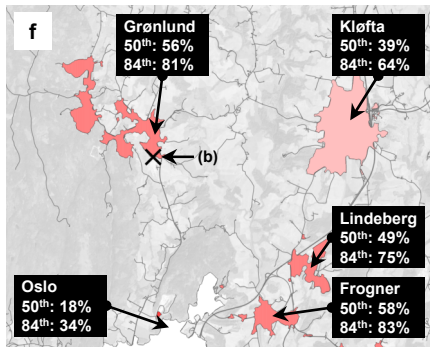 f
Grønlund
50th: 56%
84th: 81%
Kløfta
50th: 39%
84th: 64%
(b)
Lindeberg
50th: 49%
84th: 75%
Oslo
50th: 18%
84th: 34%
Frogner
50th: 58%
84th: 83%